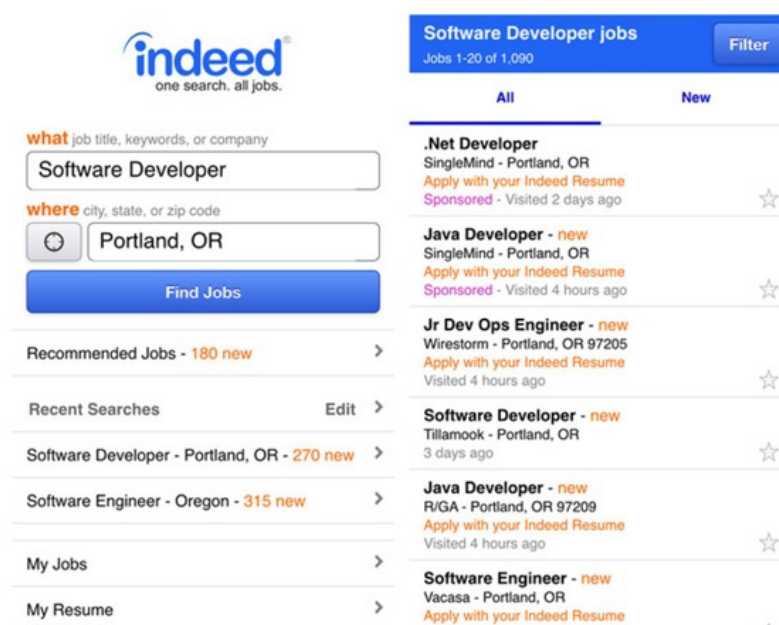 indeed®
one search. all jobs.
what job title, keywords, or company
Software Developer
where city, state, or zip code
Portland, OR
Find Jobs
Recommended Jobs - 180 new
Recent Searches Edit
Software Developer - Portland, OR - 270 new
Software Engineer - Oregon - 315 new
My Jobs
My Resume
Software Developer jobs
Jobs 1-20 of 1,090
Filter
All New
.Net Developer
SingleMind - Portland, OR
Apply with your Indeed Resume
Sponsored - Visited 2 days ago
Java Developer - new
SingleMind - Portland, OR
Apply with your Indeed Resume
Sponsored - Visited 4 hours ago
Jr Dev Ops Engineer - new
Wirestorm - Portland, OR 97205
Apply with your Indeed Resume
Visited 4 hours ago
Software Developer - new
Tillamook - Portland, OR
3 days ago
Java Developer - new
R/GA - Portland, OR 97209
Apply with your Indeed Resume
Visited 4 hours ago
Software Engineer - new
Vacasa - Portland, OR
Apply with your Indeed Resume